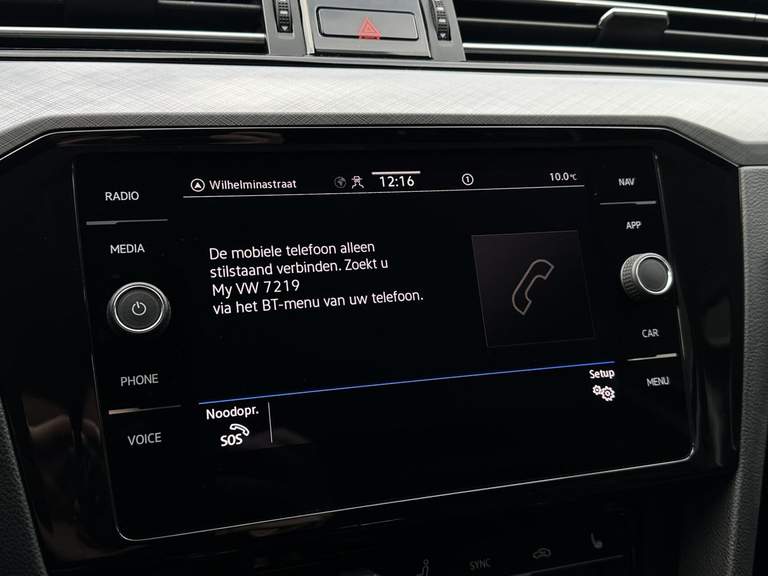 RADIO
MEDIA
PHONE
VOICE
Wilhelminastraat
12:16
1
10.0°C
De mobiele telefoon alleen
stilstaand verbinden. Zoekt u
My VW 7219
via het BT-menu van uw telefoon.
Noodopr.
SOS
Setup
NAV
APP
CAR
MENU
SYNC